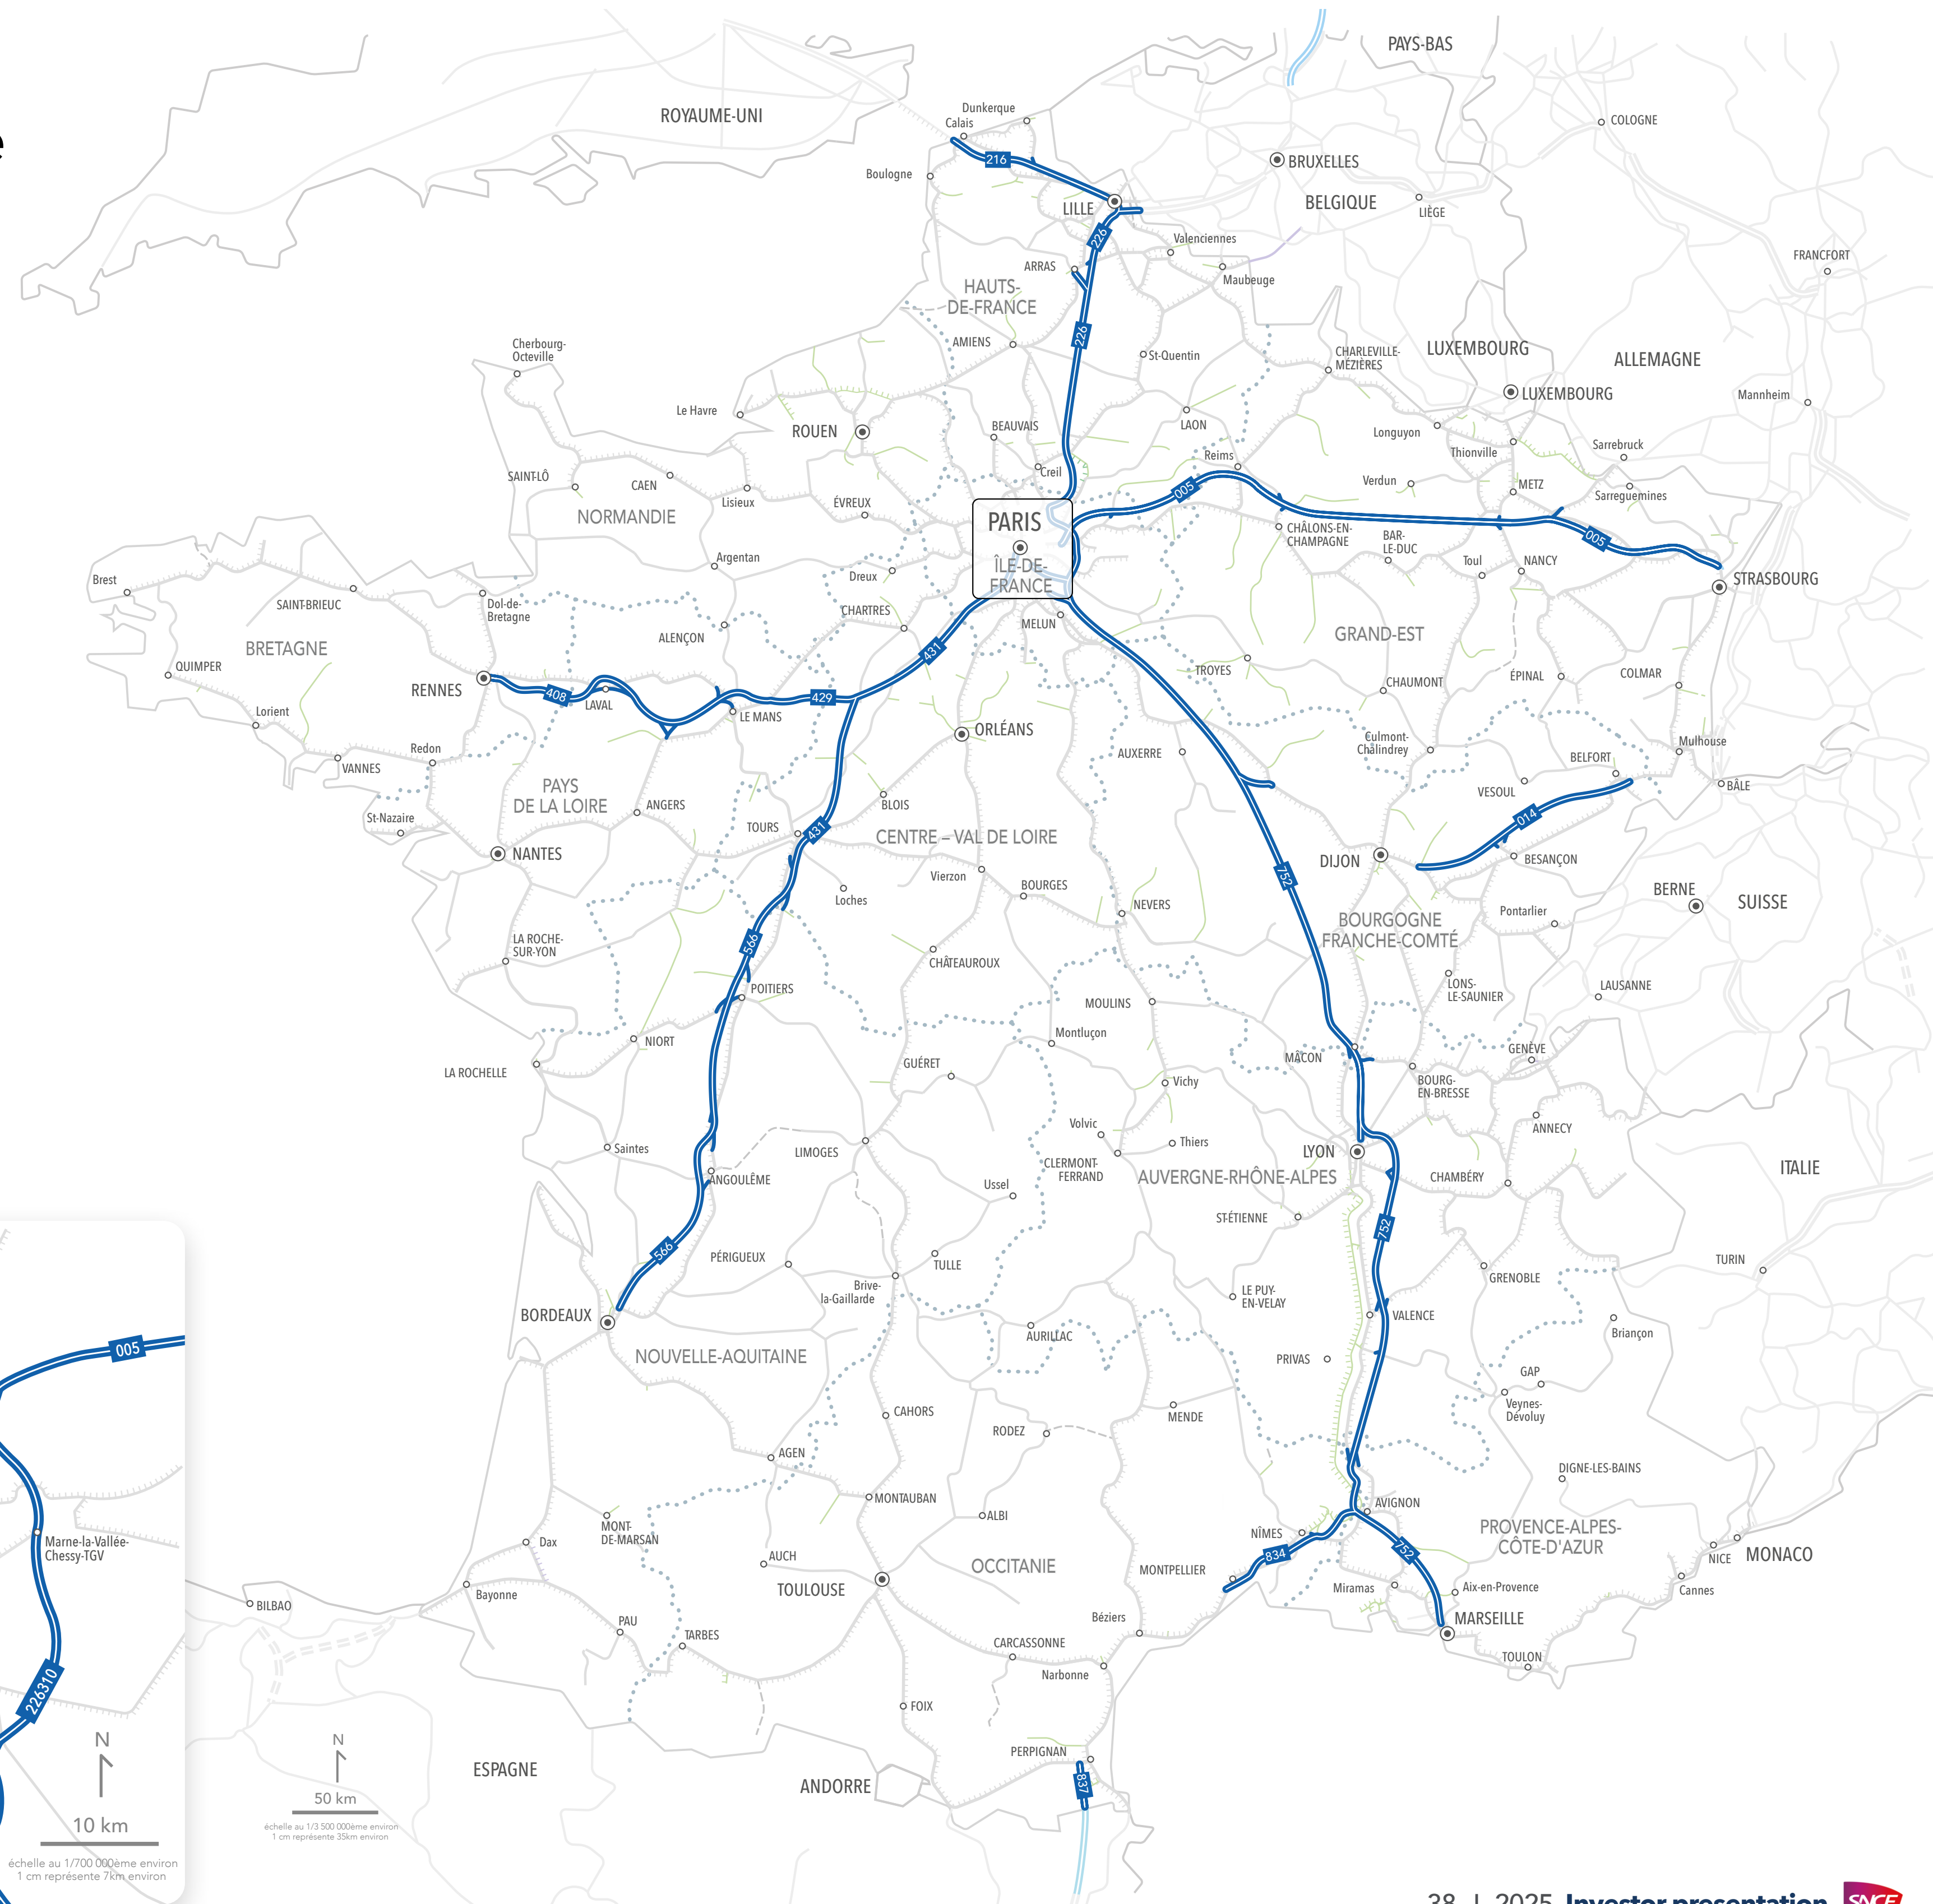 PAYS-BAS
ROYAUME-UNI
Dunkerque
Calais
COLOGNE
216
BRUXELLES
Boulogne
BELGIQUE
LILLE
LIÈGE
226
Valenciennes
FRANCFORT
ARRAS
Maubeuge
HAUTS-
DE-FRANCE
226
AMIENS
Cherbourg-
Octeville
St-Quentin
CHARLEVILLE-
MÉZIÈRES
LUXEMBOURG
ALLEMAGNE
LUXEMBOURG
Mannheim
Le Havre
ROUEN
BEAUVAIS
LAON
Longuyon
Thionville
Sarrebruck
Creil
Reims
SAINT-LÔ
CAEN
Lisieux
ÉVREUX
Verdun
METZ
Sarreguemines
005
NORMANDIE
PARIS
CHÂLONS-EN-
CHAMPAGNE
BAR-
LE-DUC
005
Argentan
Toul
NANCY
ÎLE-DE-
FRANCE
Dreux
Brest
STRASBOURG
SAINT-BRIEUC
Dol-de-
Bretagne
CHARTRES
MELUN
ALENÇON
GRAND-EST
BRETAGNE
431
QUIMPER
TROYES
ÉPINAL
COLMAR
CHAUMONT
RENNES
408
LAVAL
429
LE MANS
Lorient
ORLÉANS
Culmont-
Chalindrey
Mulhouse
Redon
AUXERRE
BELFORT
VANNES
BÂLE
PAYS
DE LA LOIRE
VESOUL
ANGERS
BLOIS
St-Nazaire
TOURS
431
CENTRE – VAL DE LOIRE
014
NANTES
DIJON
BESANÇON
Vierzon
BOURGES
752
Loches
BERNE
SUISSE
NEVERS
BOURGOGNE
FRANCHE-COMTÉ
Pontarlier
LA ROCHE-
SUR-YON
566
CHÂTEAUROUX
LONS-
LE-SAUNIER
LAUSANNE
POITIERS
MOULINS
NIORT
Montluçon
MÂCON
GENÈVE
LA ROCHELLE
GUÉRET
Vichy
BOURG-
EN-BRESSE
Volvic
ANNECY
Saintes
LIMOGES
Thiers
LYON
CLERMONT-
FERRAND
ANGOULÊME
Ussel
AUVERGNE-RHÔNE-ALPES
CHAMBÉRY
ITALIE
ST-ÉTIENNE
752
566
PÉRIGUEUX
TULLE
GRENOBLE
TURIN
Brive-
la-Gaillarde
LE PUY-
EN-VELAY
BORDEAUX
VALENCE
AURILLAC
Briançon
NOUVELLE-AQUITAINE
PRIVAS
GAP
Veynes-
Dévoluy
CAHORS
MENDE
RODEZ
AGEN
DIGNE-LES-BAINS
MONTAUBAN
AVIGNON
MONT-
DE-MARSAN
ALBI
NÎMES
PROVENCE-ALPES-
CÔTE-D'AZUR
Dax
AUCH
834
752
OCCITANIE
MONTPELLIER
NICE
MONACO
TOULOUSE
Miramas
Aix-en-Provence
Cannes
Bayonne
BILBAO
Béziers
MARSEILLE
PAU
TARBES
CARCASSONNE
TOULON
Narbonne
FOIX
PERPIGNAN
ESPAGNE
ANDORRE
837
005
Marne-la-Vallée-
Chessy-TGV
226310
N
10 km
échelle au 1/700 000ème environ
1 cm représente 7km environ
N
50 km
échelle au 1/3 500 000ème environ
1 cm représente 35km environ
38 | 2025 Investor presentation
SNCF